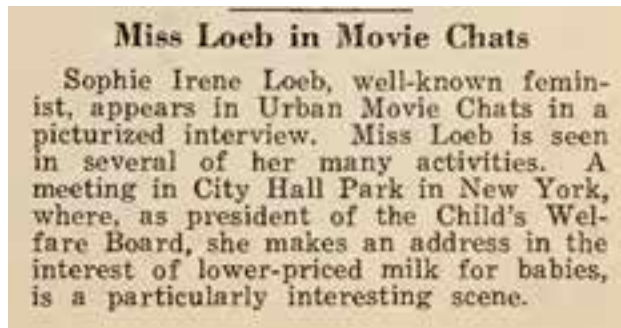 Miss Loeb in Movie Chats
Sophie Irene Loeb, well-known femin-
ist, appears in Urban Movie Chats in a
picturized interview. Miss Loeb is seen
in several of her many activities. A
meeting in City Hall Park in New York,
where, as president of the Child's Wel-
fare Board, she makes an address in the
interest of lower-priced milk for babies,
is a particularly interesting scene.